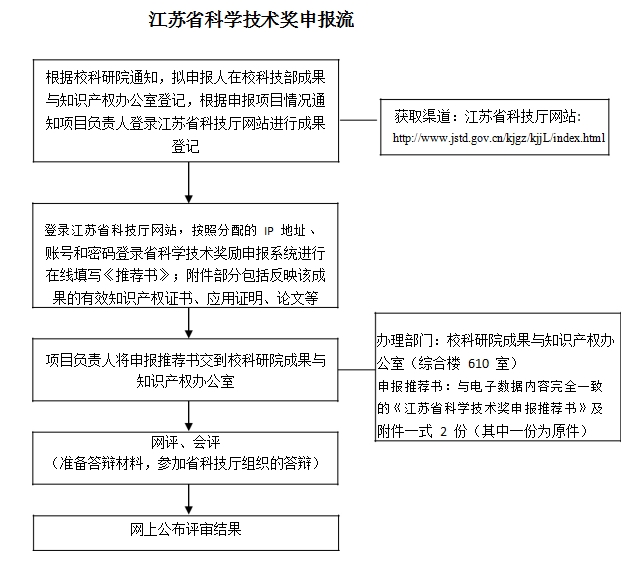 江苏省科学技术奖申报流
根据校科研院通知，拟申报人在校科技部成果
与知识产权办公室登记，根据申报项目情况通
知项目负责人登录江苏省科技厅网站进行成果
登记
获取渠道：江苏省科技厅网站:
http://www.jstd.gov.cn/kjgz/kjjL/index.html
登录江苏省科技厅网站，按照分配的 IP 地址、
账号和密码登录省科学技术奖励申报系统进行
在线填写《推荐书》；附件部分包括反映该成
果的有效知识产权证书、应用证明、论文等
项目负责人将申报推荐书交到校科研院成果与
知识产权办公室
办理部门：校科研院成果与知识产权办
公室（综合楼 610 室）
申报推荐书：与电子数据内容完全一致
的《江苏省科学技术奖申报推荐书》及
附件一式 2 份（其中一份为原件）
网评、会评
（准备答辩材料，参加省科技厅组织的答辩）
网上公布评审结果